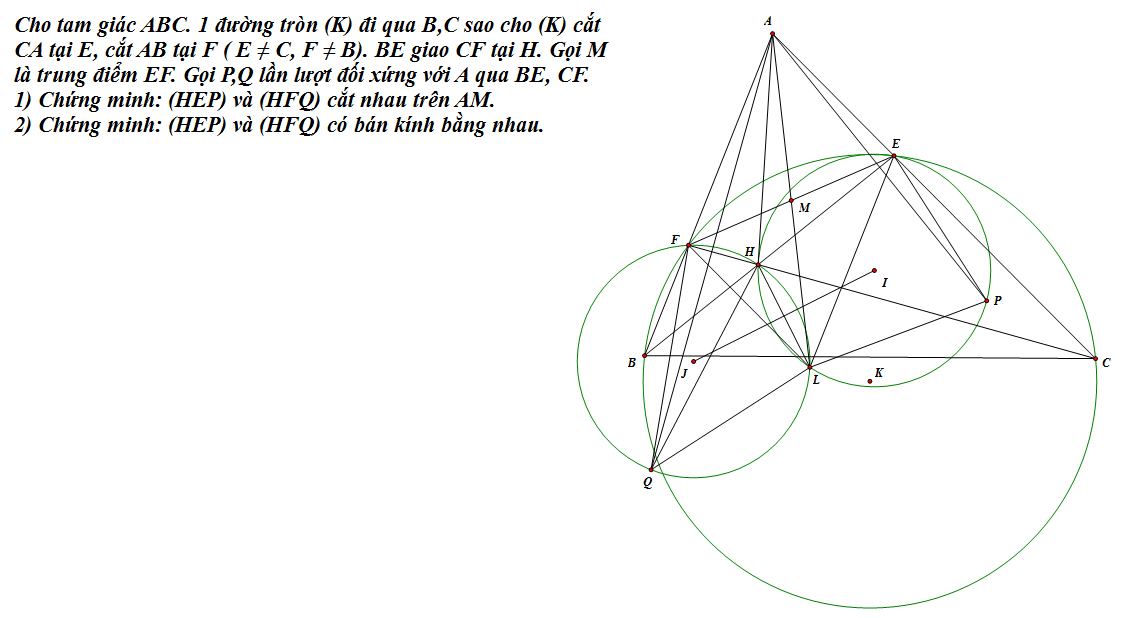 Cho tam giác ABC. 1 đường tròn (K) đi qua B,C sao cho (K) cắt
CA tại E, cắt AB tại F ( E ≠ C, F ≠ B). BE giao CF tại H. Gọi M
là trung điểm EF. Gọi P,Q lần lượt đối xứng với A qua BE, CF.
1) Chứng minh: (HEP) và (HFQ) cắt nhau trên AM.
2) Chứng minh: (HEP) và (HFQ) có bán kính bằng nhau.
A
E
M
F
H
I
P
B
J
L
K
C
Q